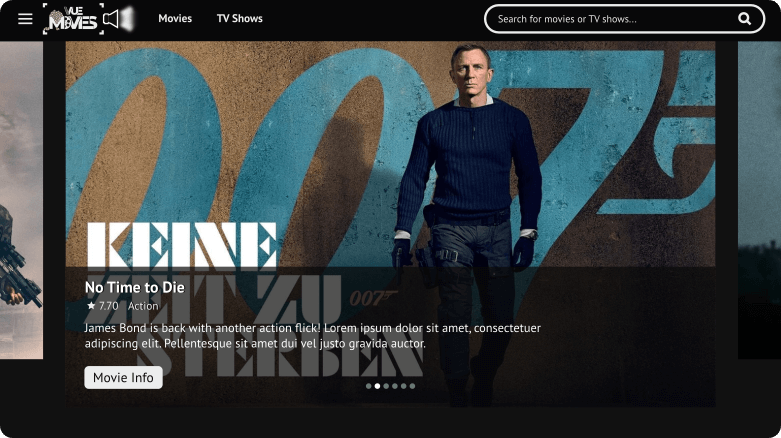 VUE
MOVIES
Movies
TV Shows
Search for movies or TV shows...
007
KEINE
ZEIT ZU
007
STERBEN
No Time to Die
★ 7.70 Action
James Bond is back with another action flick! Lorem ipsum dolor sit amet, consectetuer
adipiscing elit. Pellentesque sit amet dui vel justo gravida auctor.
Movie Info